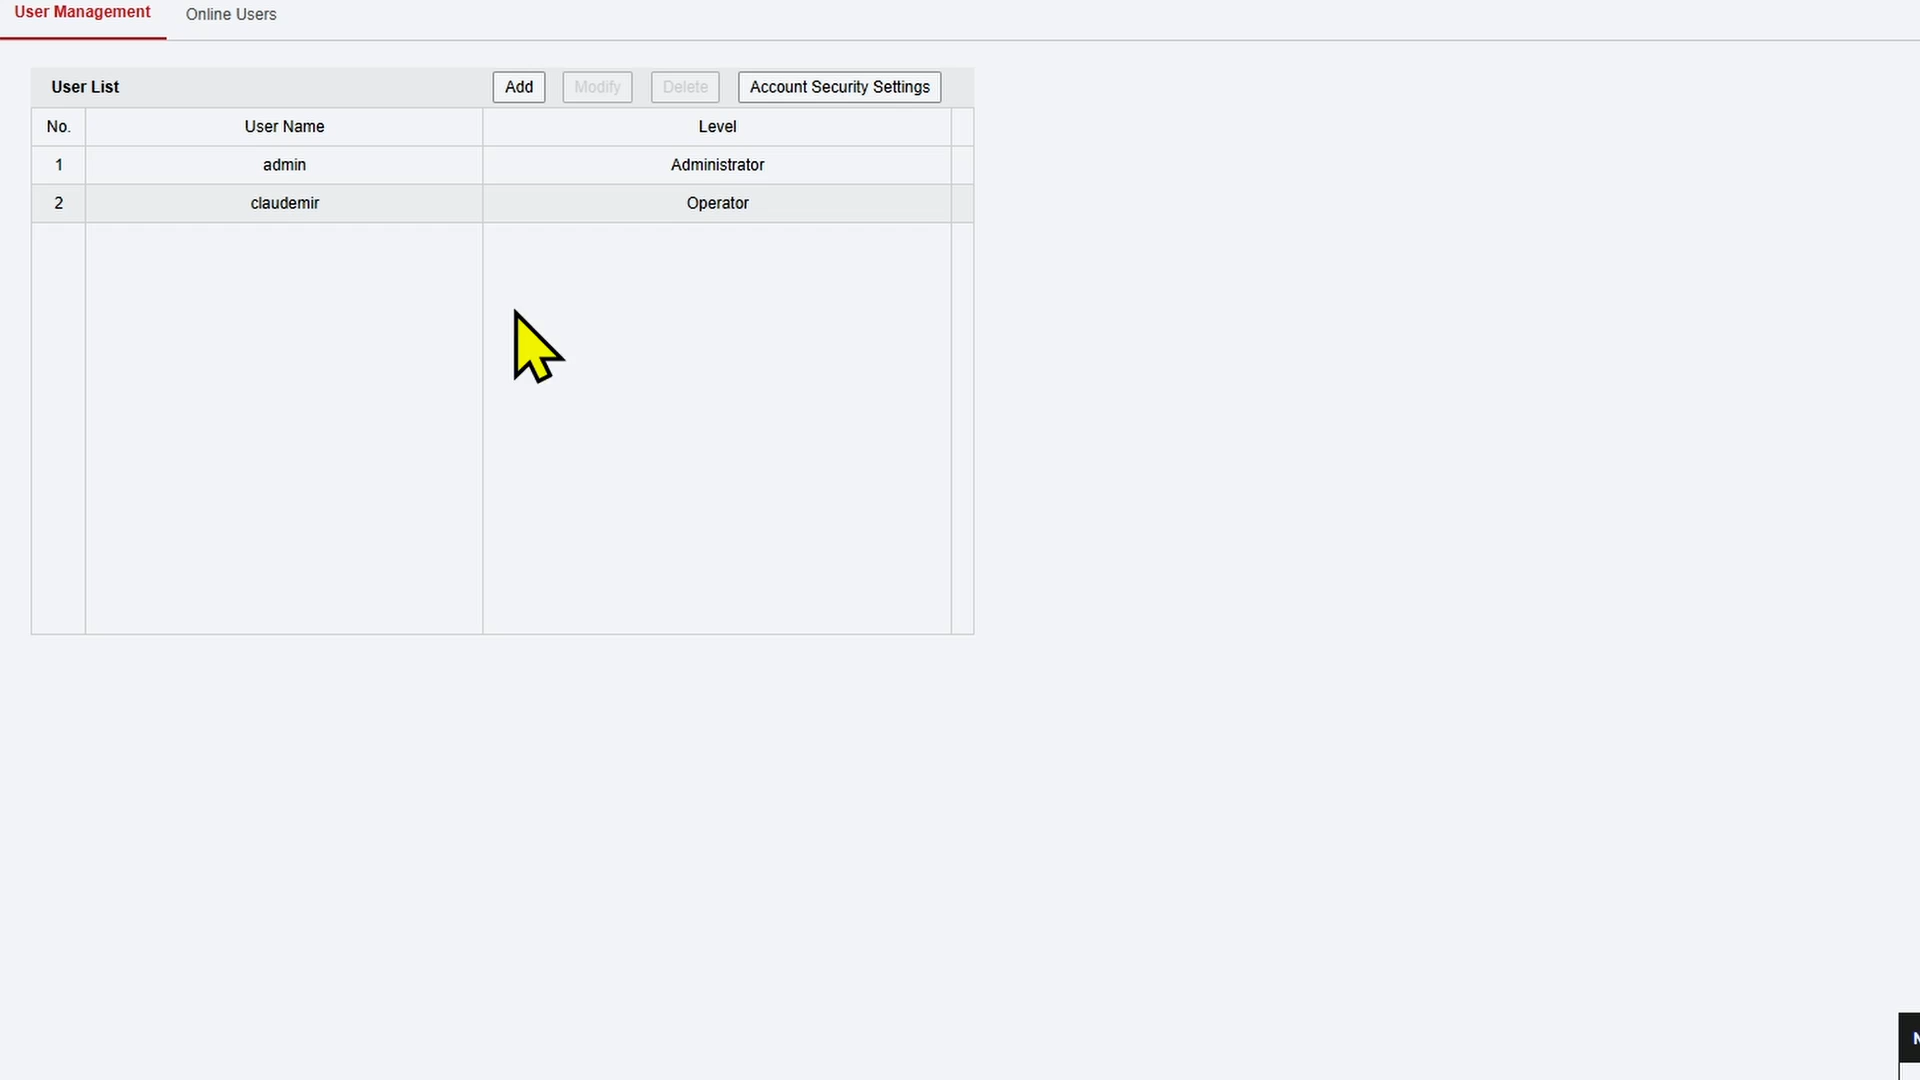 User Management Online Users
User List Add Modify Delete Account Security Settings
No. User Name Level
1 admin Administrator
2 claudemir Operator